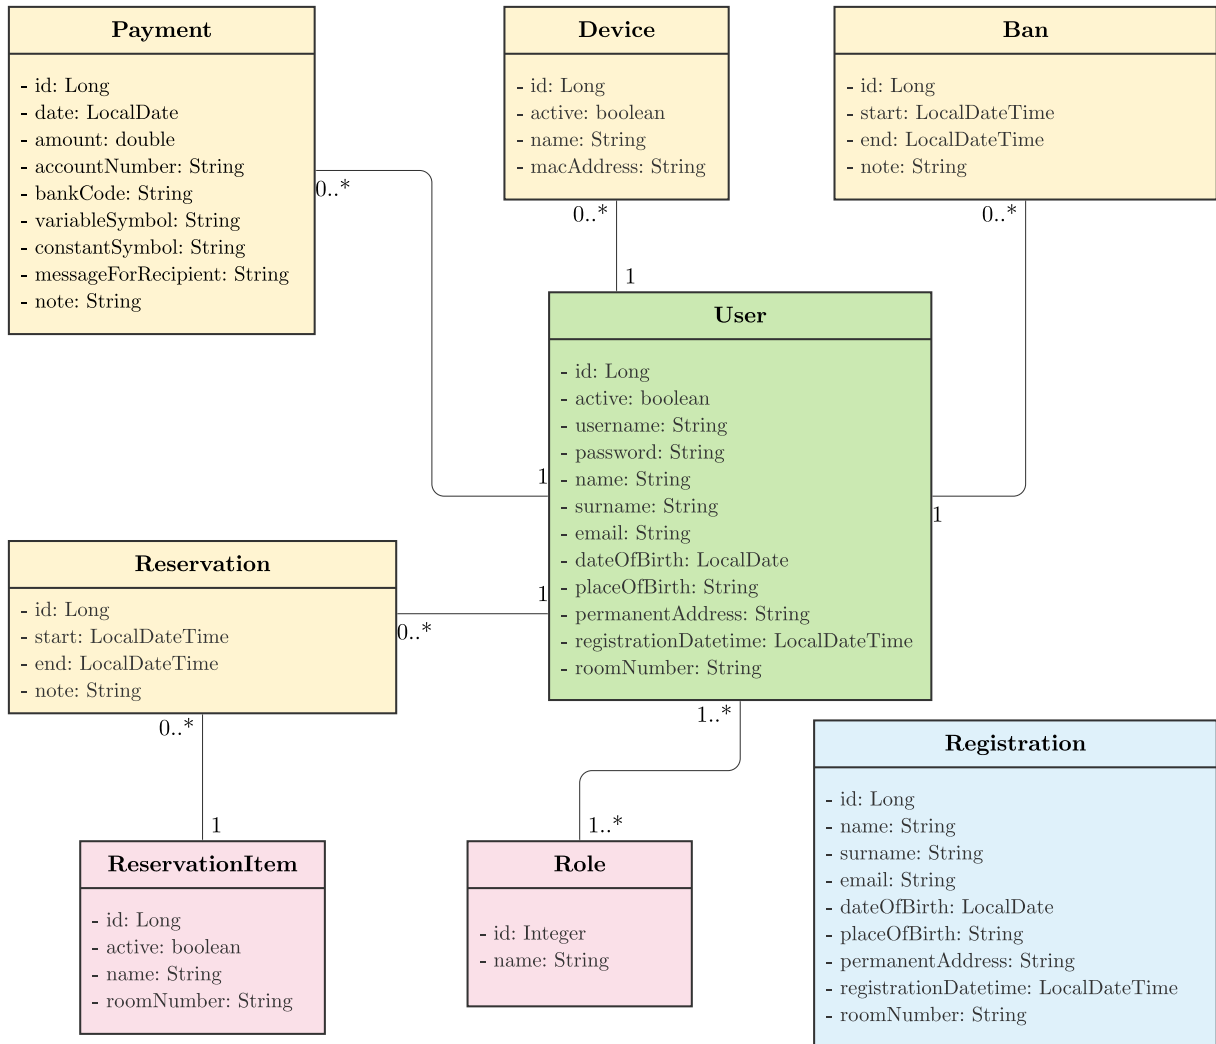 Payment
- id: Long
- date: LocalDate
- amount: double
- accountNumber: String
- bankCode: String
- variableSymbol: String
- constantSymbol: String
- messageForRecipient: String
- note: String
0..*
1
Device
- id: Long
- active: boolean
- name: String
- macAddress: String
0..*
1
Ban
- id: Long
- start: LocalDateTime
- end: LocalDateTime
- note: String
0..*
1
User
- id: Long
- active: boolean
- username: String
- password: String
- name: String
- surname: String
- email: String
- dateOfBirth: LocalDate
- placeOfBirth: String
- permanentAddress: String
- registrationDatetime: LocalDateTime
- roomNumber: String
Reservation
- id: Long
- start: LocalDateTime
- end: LocalDateTime
- note: String
0..*
1
0..*
1
ReservationItem
- id: Long
- active: boolean
- name: String
- roomNumber: String
1..*
1..*
Role
- id: Integer
- name: String
Registration
- id: Long
- name: String
- surname: String
- email: String
- dateOfBirth: LocalDate
- placeOfBirth: String
- permanentAddress: String
- registrationDatetime: LocalDateTime
- roomNumber: String